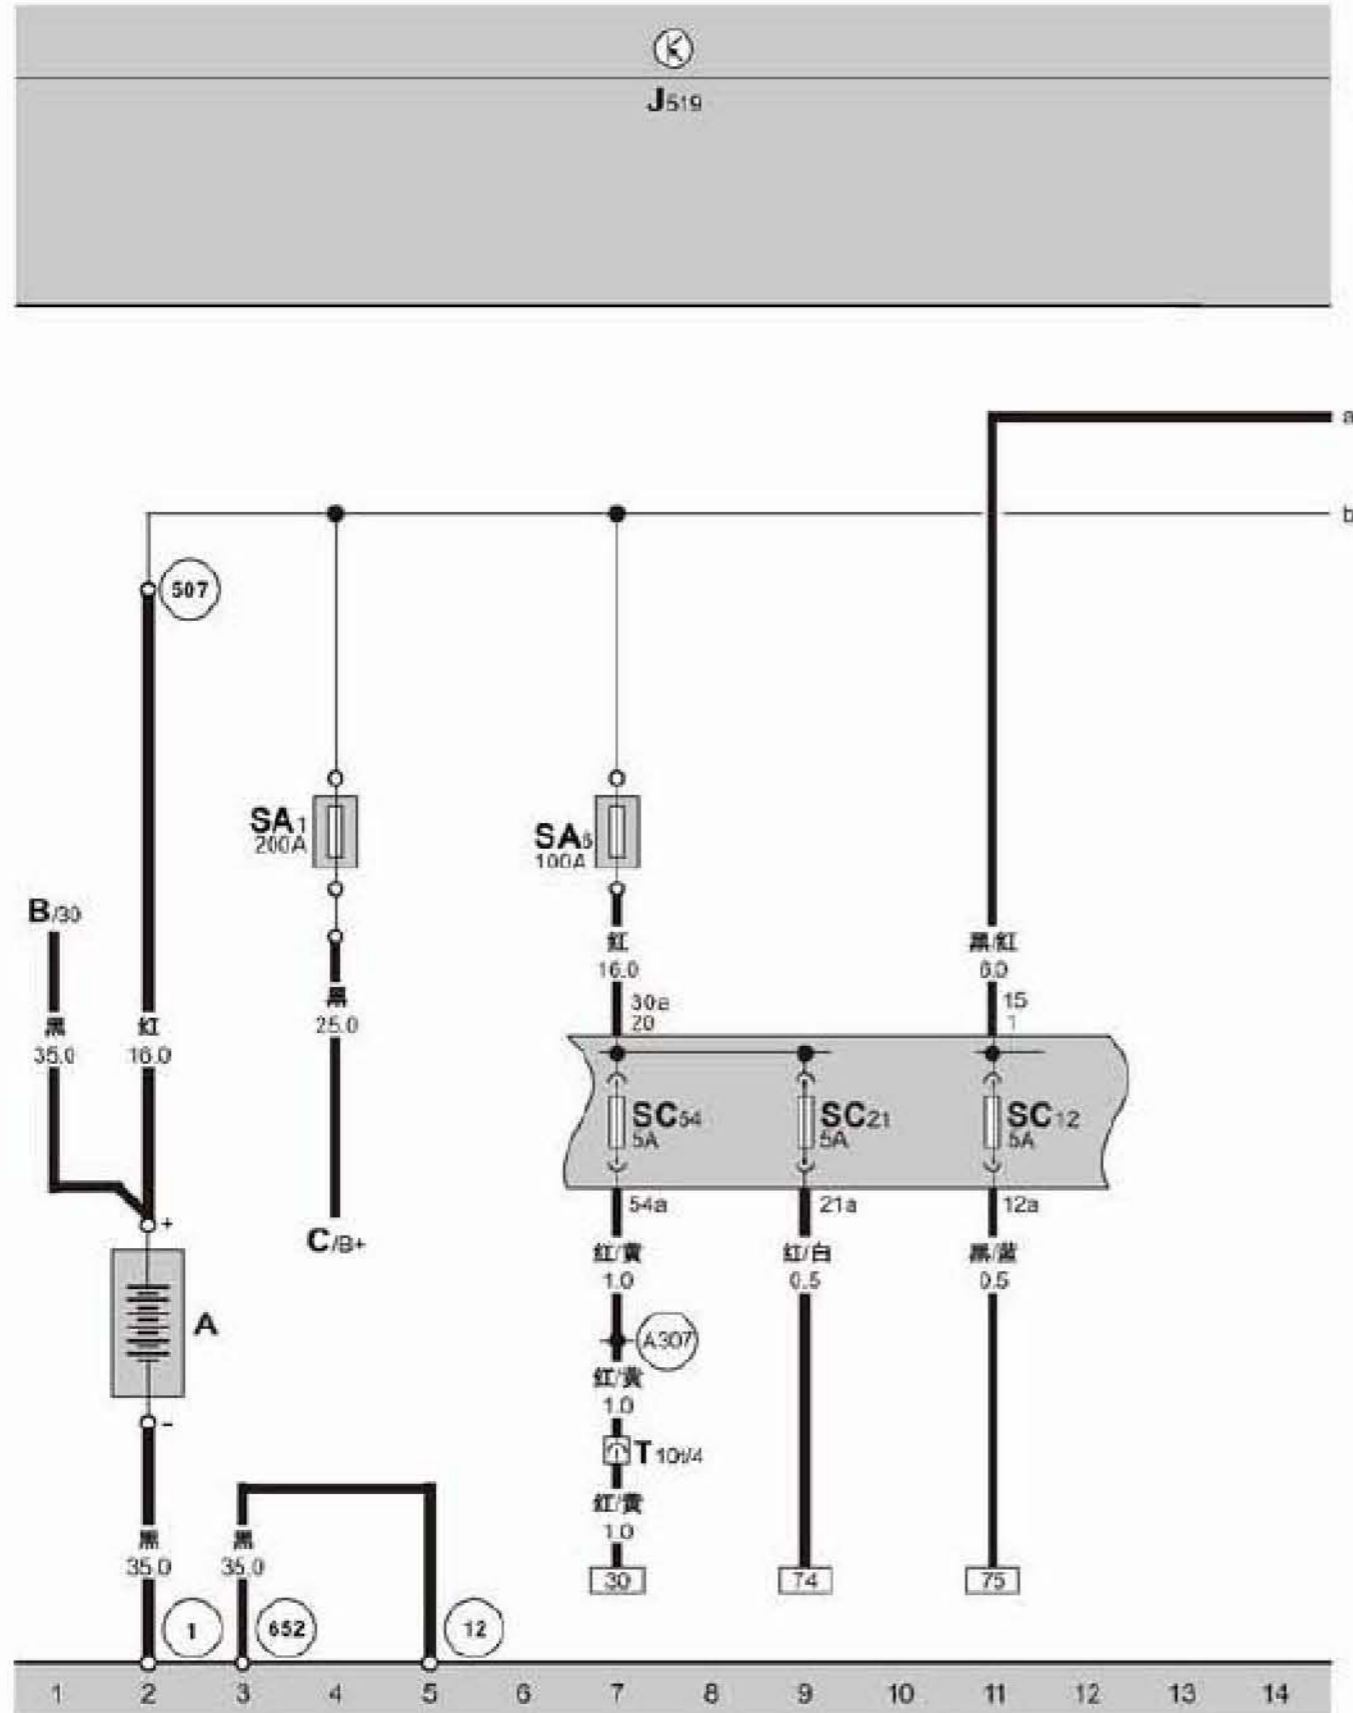 J519
a
b
507
SA1
200A
SA6
100A
B/30
黑
35.0
红
16.0
黑
25.0
C/B+
红
16.0
30a
20
黑/红
6.0
15
1
SC54
5A
SC21
5A
SC12
5A
54a
21a
12a
红/黄
1.0
红/白
0.5
黑/蓝
0.5
+
A
-
A307
红/黄
1.0
T10t/4
红/黄
1.0
黑
35.0
黑
35.0
30
74
75
1
652
12
1 2 3 4 5 6 7 8 9 10 11 12 13 14